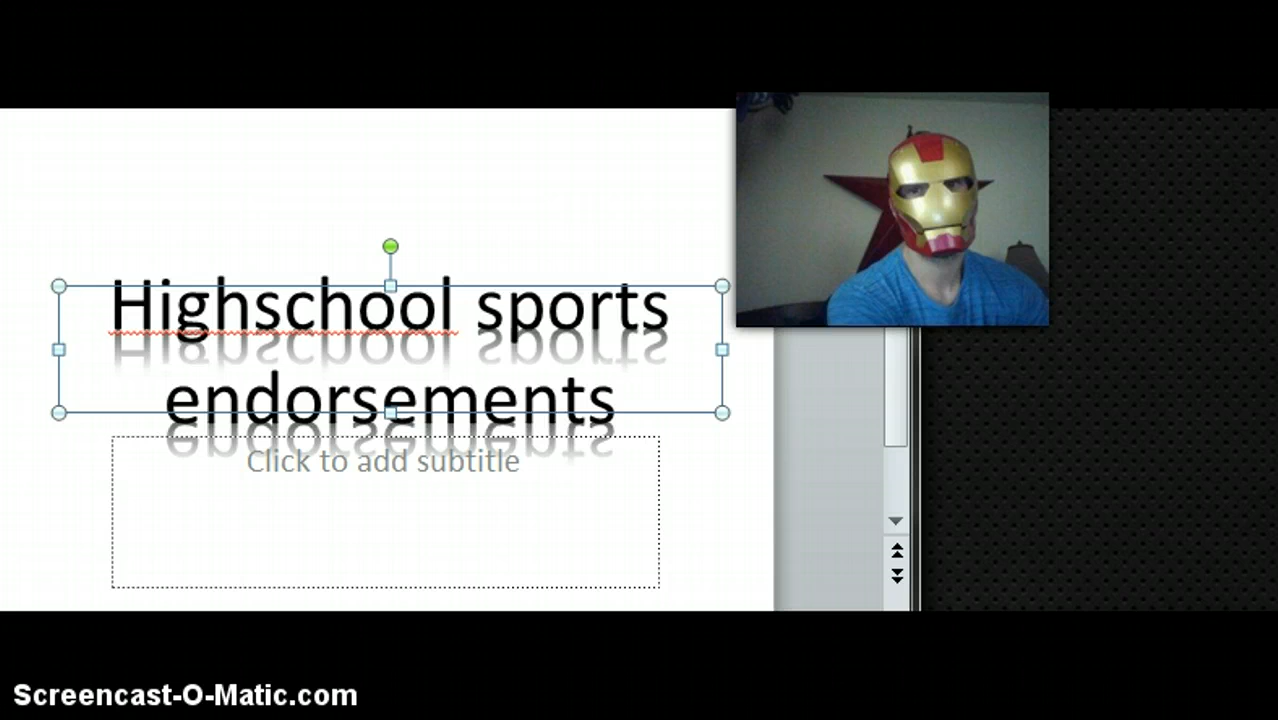 Highschool sports
endorsements
Click to add subtitle
Screencast-O-Matic.com